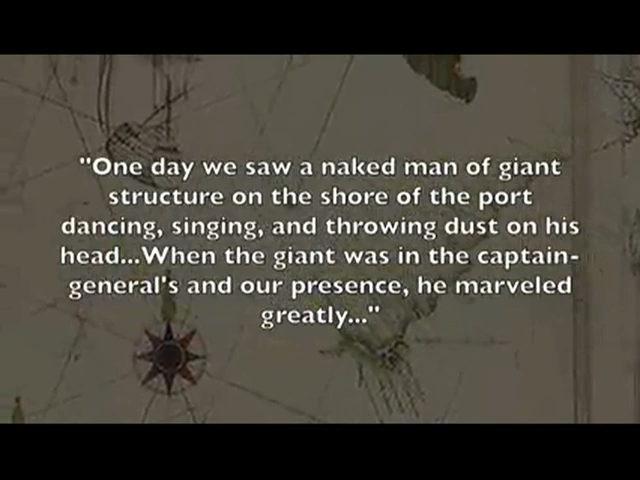 "One day we saw a naked man of giant
structure on the shore of the port
dancing, singing, and throwing dust on his
head...When the giant was in the captain-
general's and our presence, he marveled
greatly..."